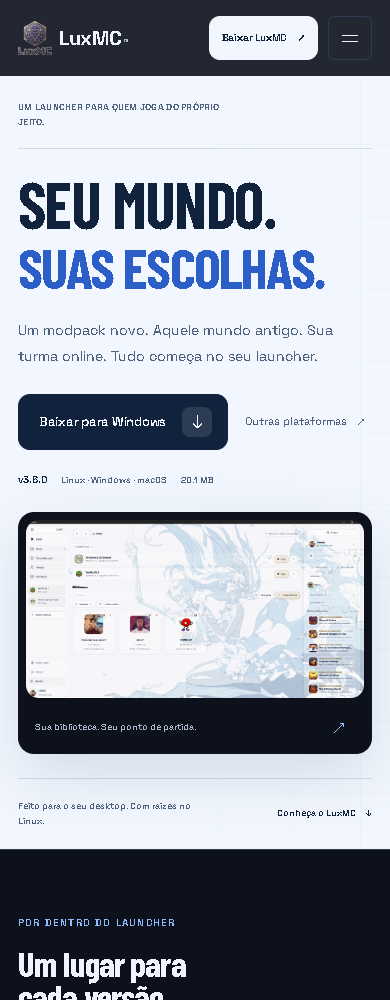 LuxMC™
Baixar LuxMC ↗
UM LAUNCHER PARA QUEM JOGA DO PRÓPRIO
JEITO.
SEU MUNDO.
SUAS ESCOLHAS.
Um modpack novo. Aquele mundo antigo. Sua
turma online. Tudo começa no seu launcher.
Baixar para Windows ↓
Outras plataformas ↗
v3.6.0 Linux · Windows · macOS 20.1 MB
Sua biblioteca. Seu ponto de partida. ↗
Feito para o seu desktop. Com raízes no
Linux.
Conheça o LuxMC ↓
POR DENTRO DO LAUNCHER
Um lugar para
cada versão